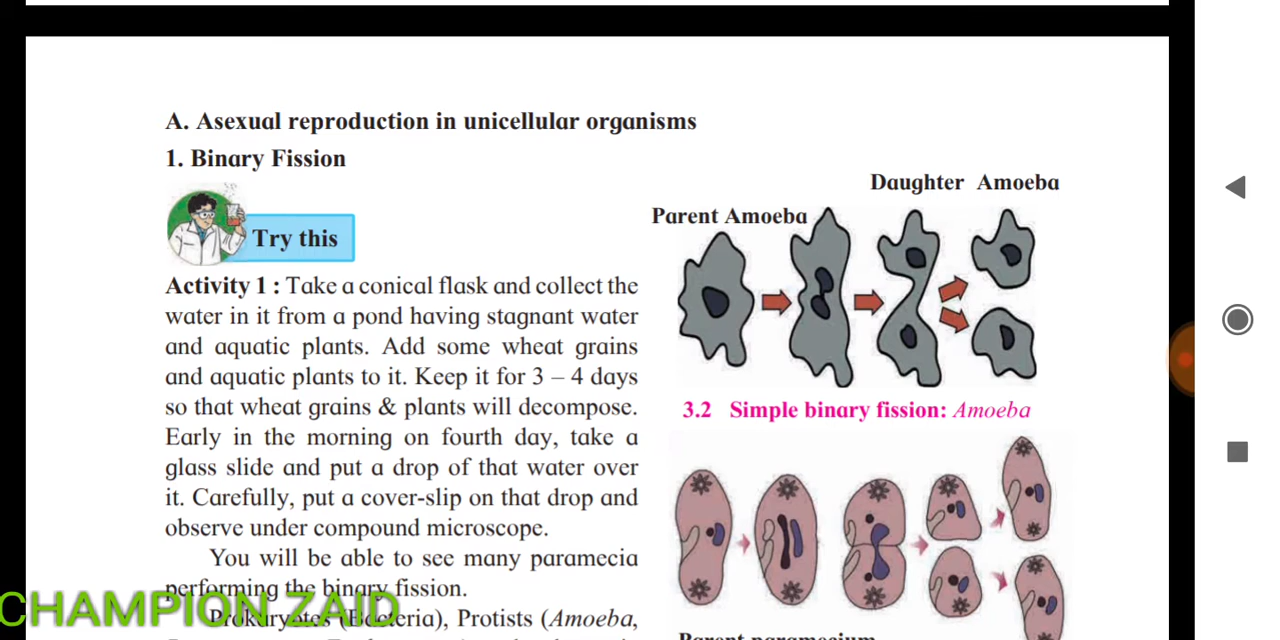 A. Asexual reproduction in unicellular organisms
1. Binary Fission
Try this
Activity 1 : Take a conical flask and collect the
water in it from a pond having stagnant water
and aquatic plants. Add some wheat grains
and aquatic plants to it. Keep it for 3 – 4 days
so that wheat grains & plants will decompose.
Early in the morning on fourth day, take a
glass slide and put a drop of that water over
it. Carefully, put a cover-slip on that drop and
observe under compound microscope.
You will be able to see many paramecia
performing the binary fission.
Prokaryotes (Bacteria), Protists (Amoeba,
CHAMPION ZAID
Daughter Amoeba
Parent Amoeba
3.2 Simple binary fission: Amoeba
Parent paramecium